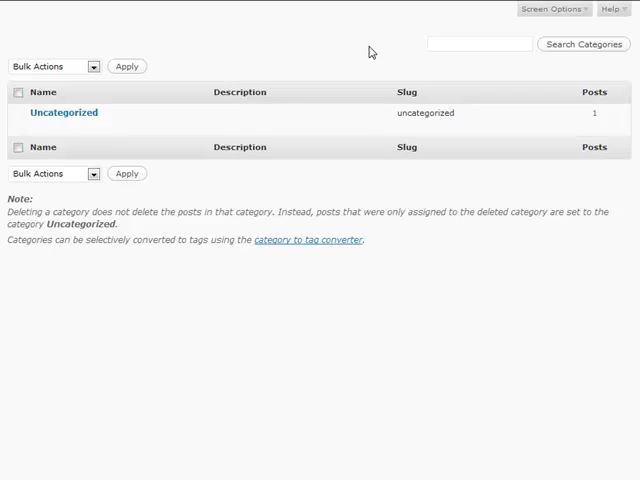 Screen Options Help
Search Categories
Bulk Actions Apply
Name Description Slug Posts
Uncategorized uncategorized 1
Name Description Slug Posts
Bulk Actions Apply
Note:
Deleting a category does not delete the posts in that category. Instead, posts that were only assigned to the deleted category are set to the
category Uncategorized.
Categories can be selectively converted to tags using the category to tag converter.